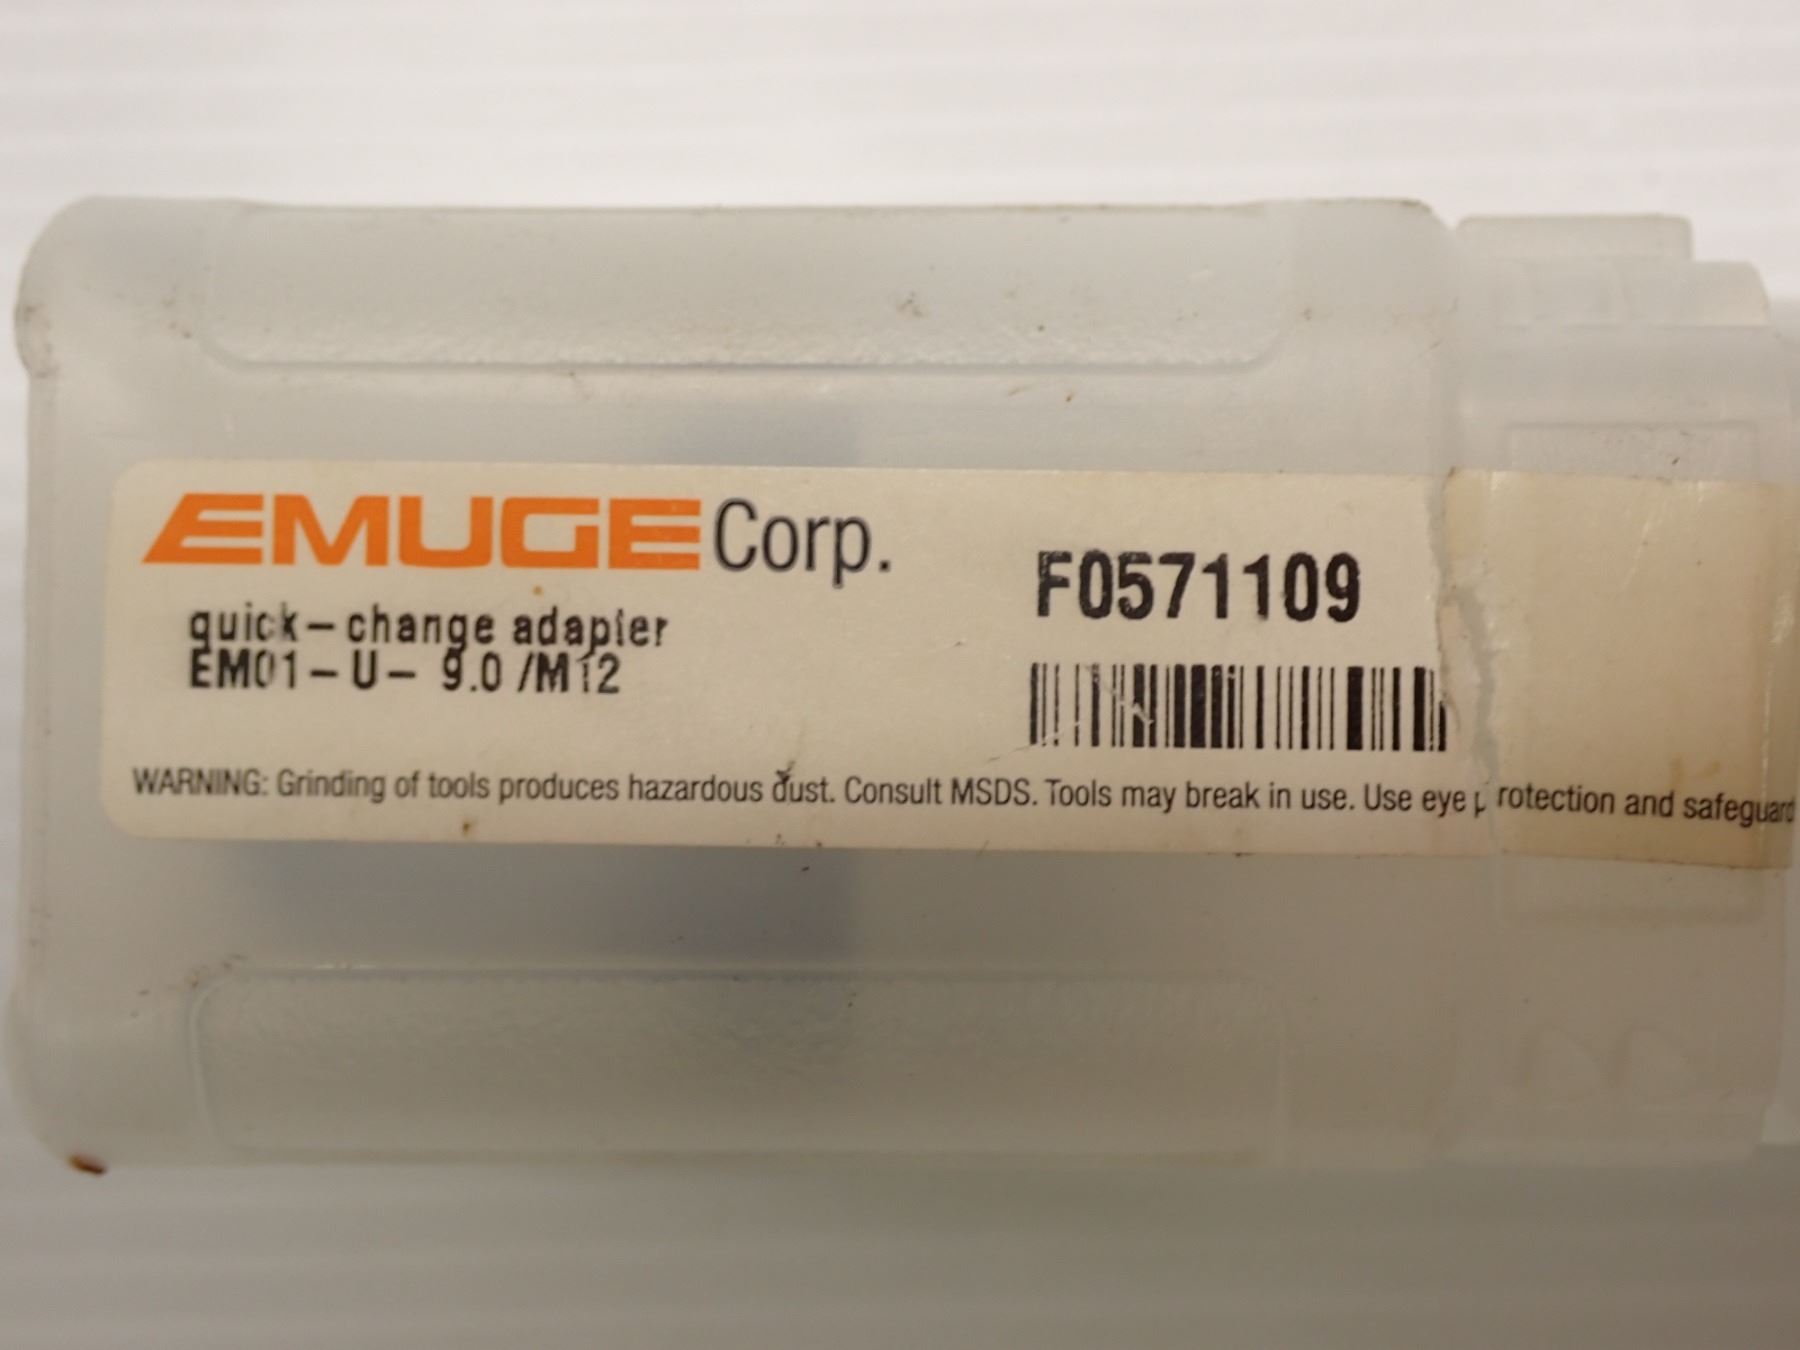 EMUGE Corp.
F0571109
quick-change adapter
EM01-U- 9.0 /M12
WARNING: Grinding of tools produces hazardous dust. Consult MSDS. Tools may break in use. Use eye protection and safeguard